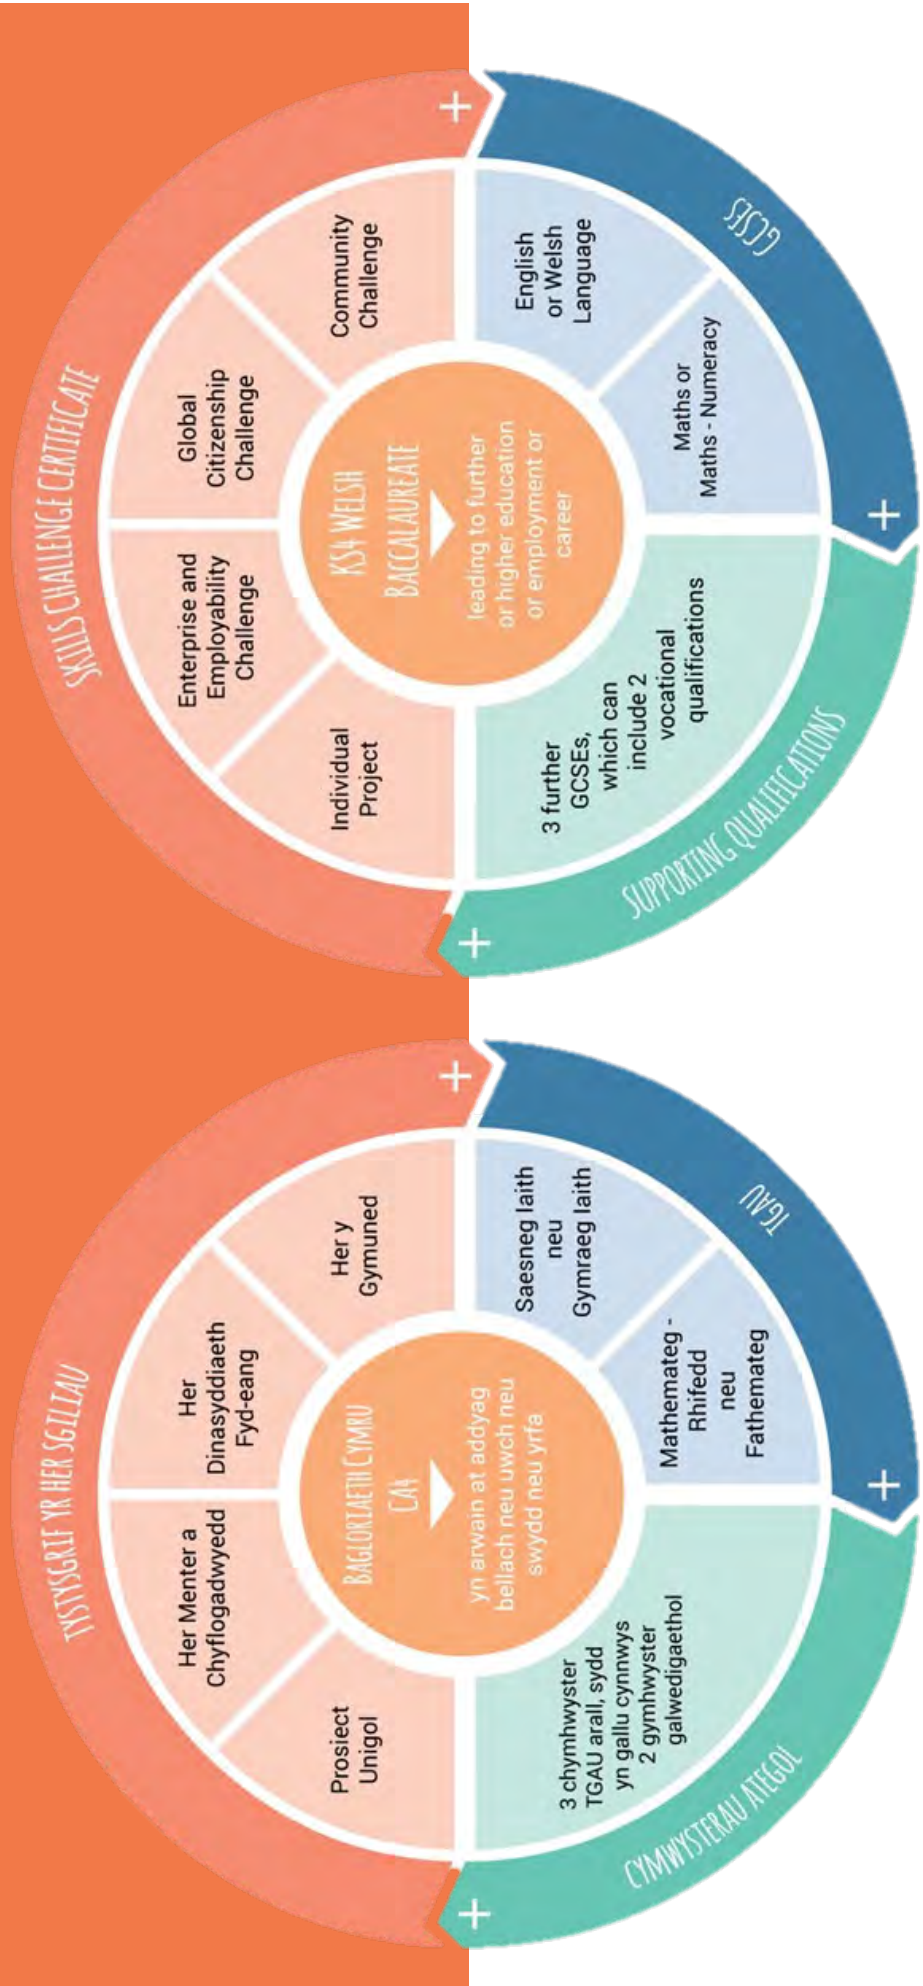 TYSTYSGRIF YR HER SGILIAU
Prosiect
Unigol
Her Menter a
Chyflogadwyedd
Her
Dinasyddiaeth
Fyd-eang
Her y
Gymuned
BAGLORIAETH CYMRU
CA4
yn arwain at addyag
bellach neu uwch neu
swydd neu yrfa
Saesneg Iaith
neu
Gymraeg Iaith
Mathemateg -
Rhifedd
neu
Fathemateg
TGAU
3 chymhwyster
TGAU arall, sydd
yn gallu cynnwys
2 gymhwyster
galwedigaethol
CYMWYSTERAU ATEGOL
+
+
+
SKILLS CHALLENGE CERTIFICATE
Individual
Project
Enterprise and
Employability
Challenge
Global
Citizenship
Challenge
Community
Challenge
KS4 WELSH
BACCALAUREATE
leading to further
or higher education
or employment or
career
English
or Welsh
Language
Maths or
Maths - Numeracy
GCSES
3 further
GCSEs,
which can
include 2
vocational
qualifications
SUPPORTING QUALIFICATIONS
+
+
+